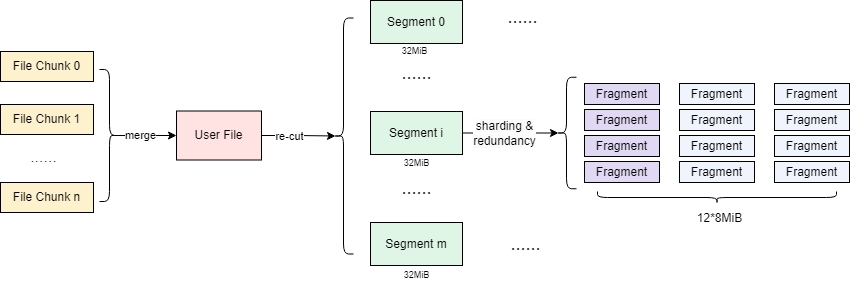 File Chunk 0
File Chunk 1
......
File Chunk n
merge
User File
re-cut
Segment 0
32MiB
......
......
Segment i
32MiB
......
Segment m
32MiB
......
sharding &
redundancy
Fragment Fragment Fragment
Fragment Fragment Fragment
Fragment Fragment Fragment
Fragment Fragment Fragment
12*8MiB